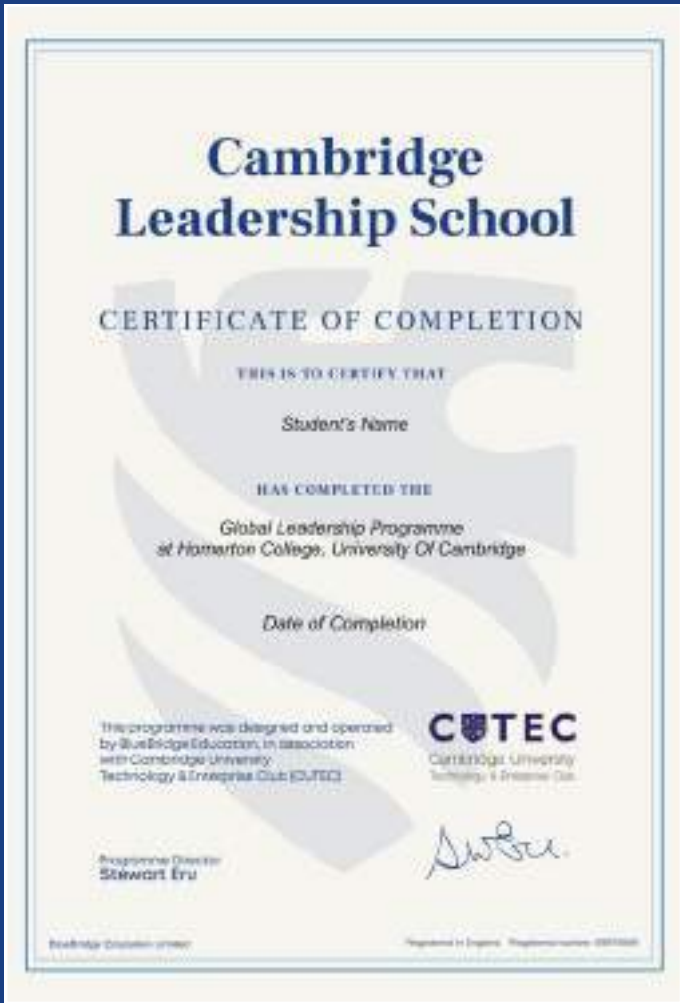 Cambridge
Leadership School
CERTIFICATE OF COMPLETION
THIS IS TO CERTIFY THAT
Student's Name
HAS COMPLETED THE
Global Leadership Programme
at Homerton College, University Of Cambridge
Date of Completion
This programme was designed and operated
by BlueBridge Education, in association
with Cambridge University
Technology & Enterprise Club (CUTEC)
CUTEC
Cambridge University
Technology & Enterprise Club
Programme Director
Stewart Eru
BlueBridge Education Limited
Registered in England